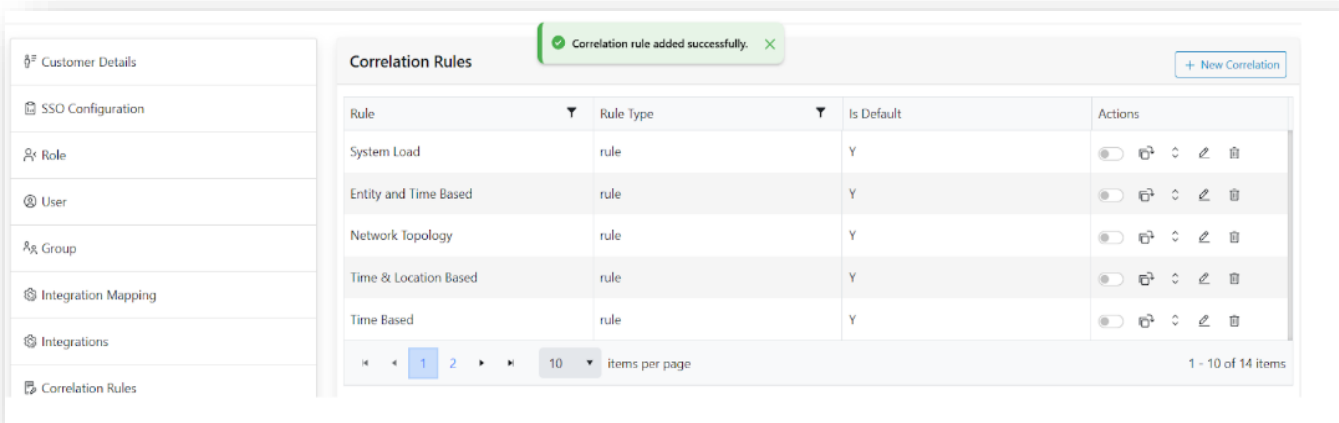 Correlation rule added successfully.
Customer Details
SSO Configuration
Role
User
Group
Integration Mapping
Integrations
Correlation Rules
Correlation Rules
+ New Correlation
Rule Rule Type Is Default Actions
System Load rule Y
Entity and Time Based rule Y
Network Topology rule Y
Time & Location Based rule Y
Time Based rule Y
1 2 10 items per page 1 - 10 of 14 items